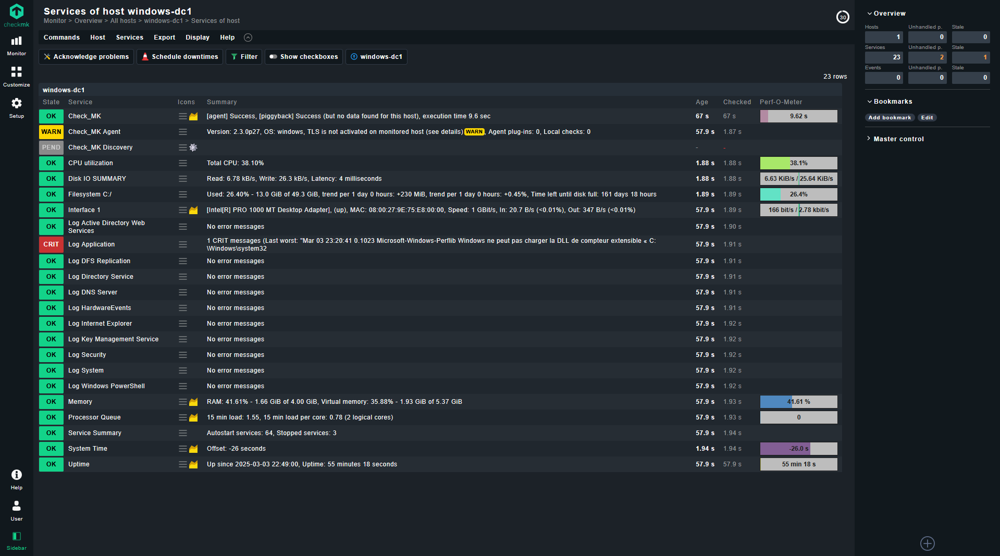 Services of host windows-dc1
Monitor > Overview > All hosts > windows-dc1 > Services of host
30
checkmk
Monitor
Customize
Setup
Help
User
Sidebar
Commands Host Services Export Display Help
Acknowledge problems Schedule downtimes Filter Show checkboxes windows-dc1
23 rows
windows-dc1
State Service Icons Summary Age Checked Perf-O-Meter
OK Check_MK [agent] Success, [piggyback] Success (but no data found for this host), execution time 9.6 sec 67 s 67 s 9.62 s
WARN Check_MK Agent Version: 2.3.0p27, OS: windows, TLS is not activated on monitored host (see details) WARN, Agent plug-ins: 0, Local checks: 0 57.9 s 1.87 s
PEND Check_MK Discovery - -
OK CPU utilization Total CPU: 38.10% 1.88 s 1.88 s 38.1%
OK Disk IO SUMMARY Read: 6.78 kB/s, Write: 26.3 kB/s, Latency: 4 milliseconds 1.88 s 1.88 s 6.63 KiB/s / 25.64 KiB/s
OK Filesystem C:/ Used: 26.40% - 13.0 GiB of 49.3 GiB, trend per 1 day 0 hours: +230 MiB, trend per 1 day 0 hours: +0.45%, Time left until disk full: 161 days 18 hours 1.89 s 1.89 s 26.4%
OK Interface 1 [Intel[R] PRO 1000 MT Desktop Adapter], (up), MAC: 08:00:27:9E:75:E8:00:00, Speed: 1 GBit/s, In: 20.7 B/s (<0.01%), Out: 347 B/s (<0.01%) 57.9 s 1.89 s 166 bit/s / 2.78 kbit/s
OK Log Active Directory Web Services No error messages 57.9 s 1.90 s
CRIT Log Application 1 CRIT messages (Last worst: "Mar 03 23:20:41 0.1023 Microsoft-Windows-Perflib Windows ne peut pas charger la DLL de compteur extensible « C:
\Windows\system32 57.9 s 1.91 s
OK Log DFS Replication No error messages 57.9 s 1.91 s
OK Log Directory Service No error messages 57.9 s 1.91 s
OK Log DNS Server No error messages 57.9 s 1.91 s
OK Log HardwareEvents No error messages 57.9 s 1.91 s
OK Log Internet Explorer No error messages 57.9 s 1.92 s
OK Log Key Management Service No error messages 57.9 s 1.92 s
OK Log Security No error messages 57.9 s 1.92 s
OK Log System No error messages 57.9 s 1.92 s
OK Log Windows PowerShell No error messages 57.9 s 1.92 s
OK Memory RAM: 41.61% - 1.66 GiB of 4.00 GiB, Virtual memory: 35.88% - 1.93 GiB of 5.37 GiB 57.9 s 1.93 s 41.61 %
OK Processor Queue 15 min load: 1.55, 15 min load per core: 0.78 (2 logical cores) 57.9 s 1.93 s 0
OK Service Summary Autostart services: 64, Stopped services: 3 57.9 s 1.94 s
OK System Time Offset: -26 seconds 1.94 s 1.94 s -26.0 s
OK Uptime Up since 2025-03-03 22:49:00, Uptime: 55 minutes 18 seconds 57.9 s 57.9 s 55 min 18 s
Overview
Hosts Unhandled p. Stale
1 0 0
Services Unhandled p. Stale
23 2 1
Events Unhandled p. Stale
0 0 0
Bookmarks
Add bookmark Edit
Master control